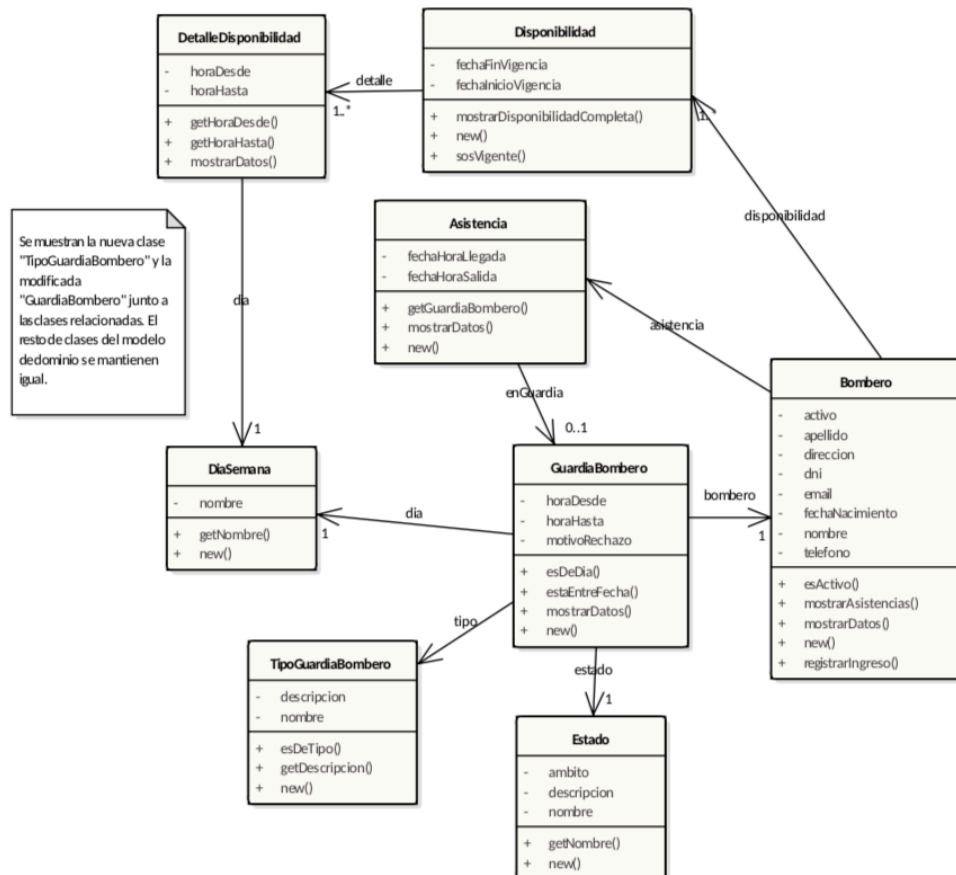 DetalleDisponibilidad
- horaDesde
- horaHasta
+ getHoraDesde()
+ getHoraHasta()
+ mostrarDatos()
detalle
1..*
Disponibilidad
- fechaFinVigencia
- fechaInicioVigencia
+ mostrarDisponibilidadCompleta()
+ new()
+ sosVigente()
1..*
disponibilidad
Se muestran la nueva clase
"TipoGuardiaBombero" y la
modificada
"GuardiaBombero" junto a
las clases relacionadas. El
resto de clases del modelo
de dominio se mantienen
igual.
dia
1
Asistencia
- fechaHoraLlegada
- fechaHoraSalida
+ getGuardiaBombero()
+ mostrarDatos()
+ new()
asistencia
enGuardia
0..1
Bombero
- activo
- apellido
- direccion
- dni
- email
- fechaNacimiento
- nombre
- telefono
+ esActivo()
+ mostrarAsistencias()
+ mostrarDatos()
+ new()
+ registrarIngreso()
DiaSemana
- nombre
+ getNombre()
+ new()
dia
1
GuardiaBombero
- horaDesde
- horaHasta
- motivoRechazo
+ esDeDia()
+ estaEntreFecha()
+ mostrarDatos()
+ new()
bombero
1
tipo
TipoGuardiaBombero
- descripcion
- nombre
+ esDeTipo()
+ getDescripcion()
+ new()
estado
1
Estado
- ambito
- descripcion
- nombre
+ getNombre()
+ new()